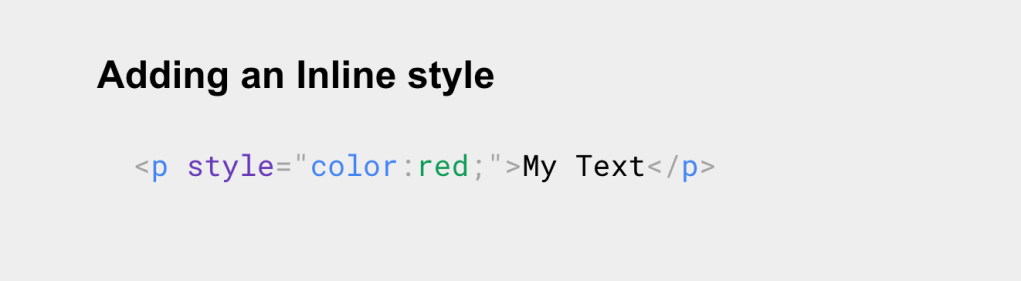 Adding an Inline style
<p style="color:red;">My Text</p>